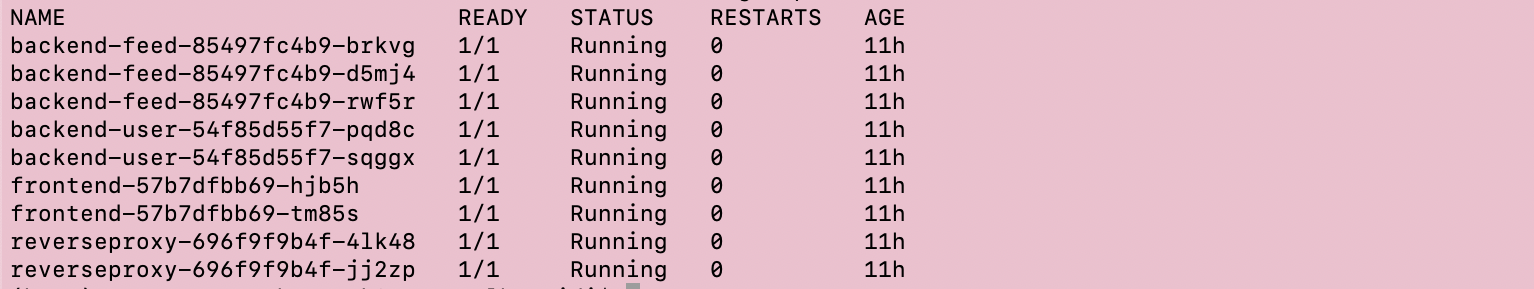 NAME READY STATUS RESTARTS AGE
backend-feed-85497fc4b9-brkvg 1/1 Running 0 11h
backend-feed-85497fc4b9-d5mj4 1/1 Running 0 11h
backend-feed-85497fc4b9-rwf5r 1/1 Running 0 11h
backend-user-54f85d55f7-pqd8c 1/1 Running 0 11h
backend-user-54f85d55f7-sqggx 1/1 Running 0 11h
frontend-57b7dfbb69-hjb5h 1/1 Running 0 11h
frontend-57b7dfbb69-tm85s 1/1 Running 0 11h
reverseproxy-696f9f9b4f-4lk48 1/1 Running 0 11h
reverseproxy-696f9f9b4f-jj2zp 1/1 Running 0 11h